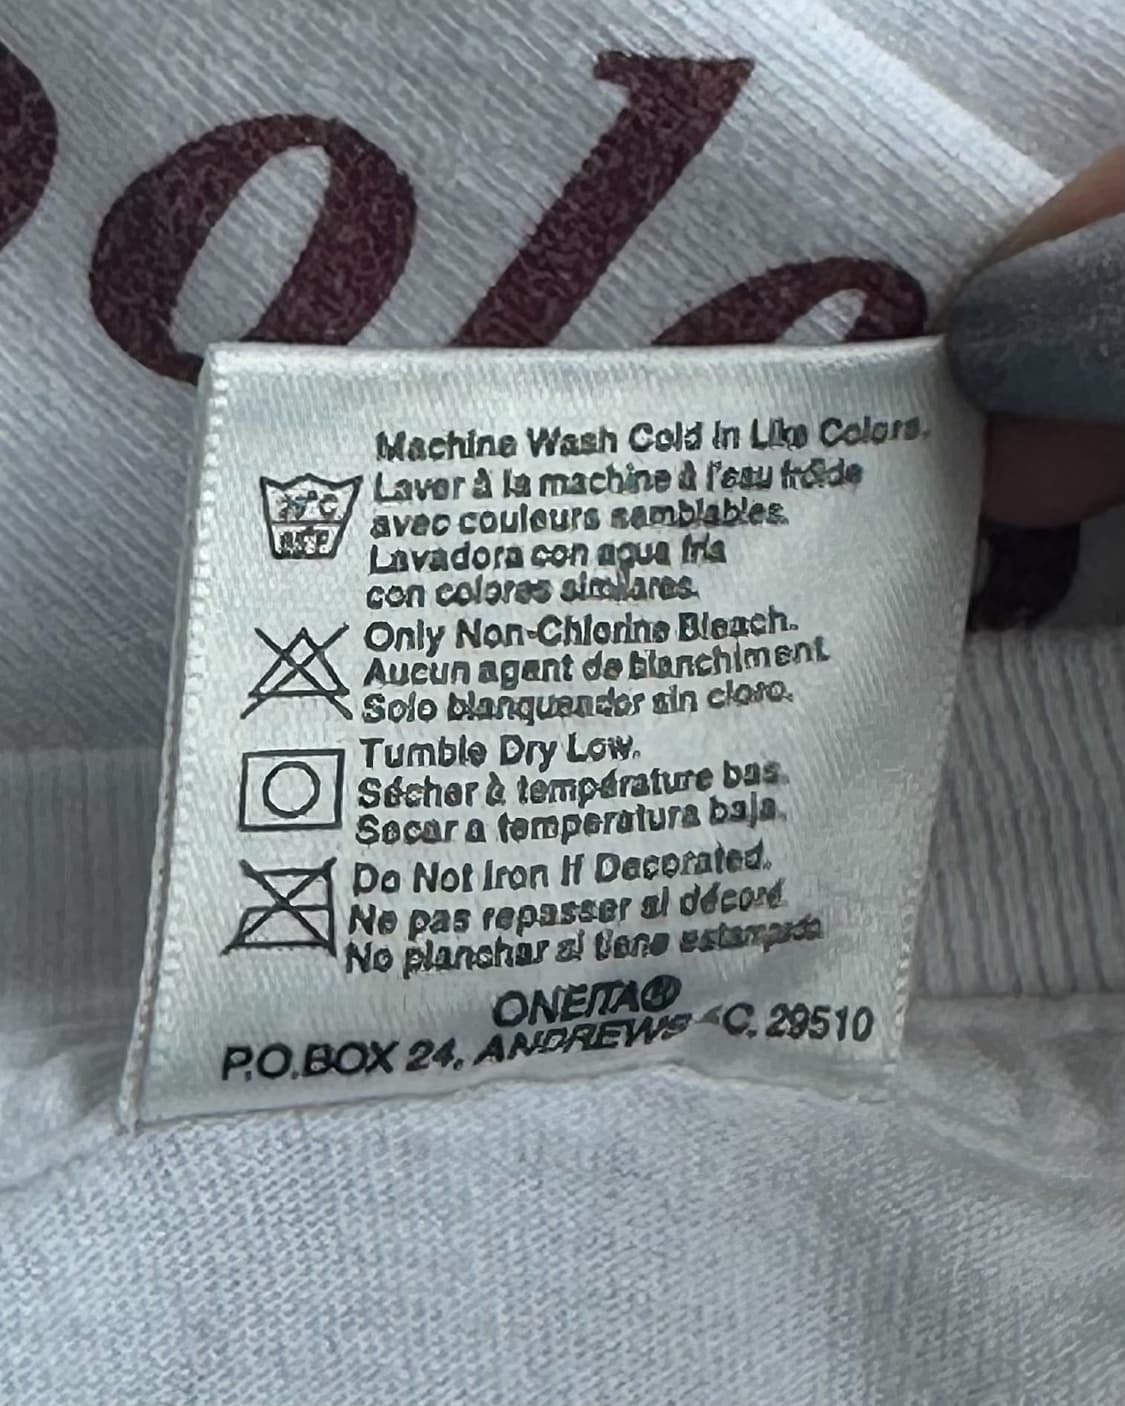 Machine Wash Cold In Like Colors.
Laver à la machine à l'eau froide
avec couleurs semblables.
Lavadora con agua fria
con colores similares.
Only Non-Chlorine Bleach.
Aucun agent de blanchiment
Solo blanqueador sin cloro.
Tumble Dry Low.
Sécher à température bas.
Secar a temperatura baja.
Do Not Iron If Decorated.
Ne pas repasser si décoré
No planchar si tiene estampada
ONEITA®
P.O.BOX 24, ANDREWS C. 29510